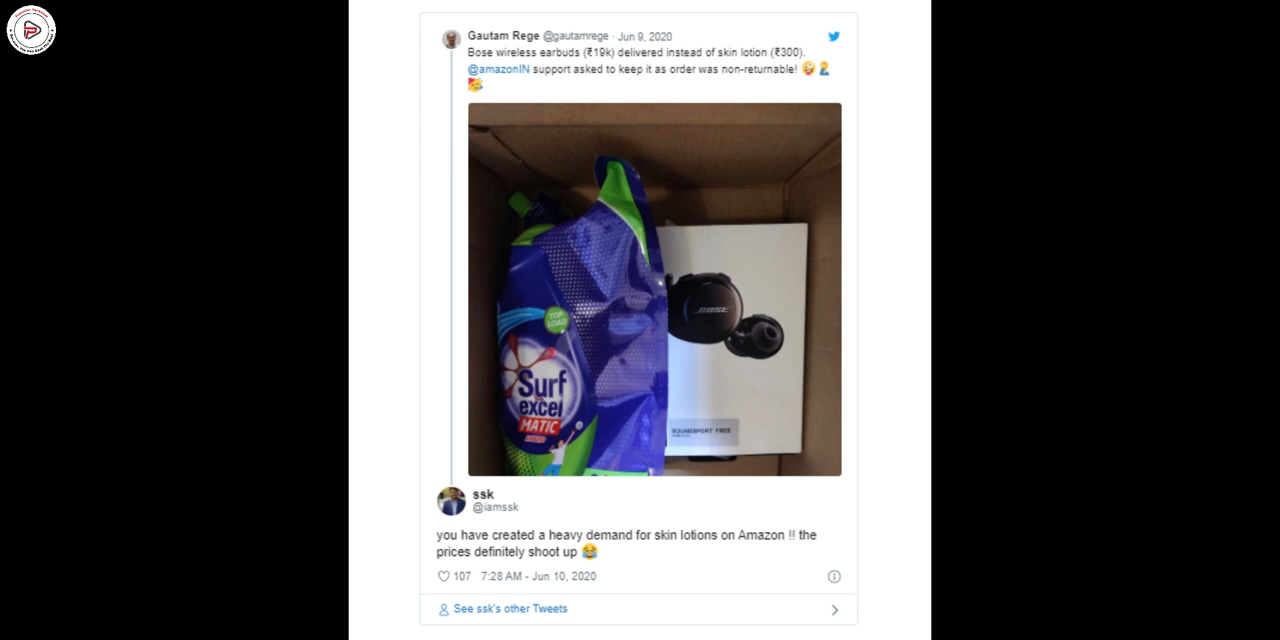 Gautam Rege @gautamrege · Jun 9, 2020
Bose wireless earbuds (₹19k) delivered instead of skin lotion (₹300).
@amazonIN support asked to keep it as order was non-returnable! 🤪 🤦‍♂️
🥳
TOP
LOAD
Surf
excel
MATIC
LIQUID
BOSE
SOUNDSPORT FREE
ssk
@iamssk
you have created a heavy demand for skin lotions on Amazon !! the
prices definitely shoot up 😂
107 7:28 AM - Jun 10, 2020
See ssk's other Tweets